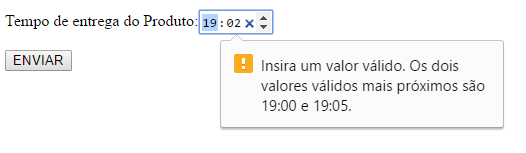 Tempo de entrega do Produto: 19:02
Insira um valor válido. Os dois
valores válidos mais próximos são
19:00 e 19:05.
ENVIAR